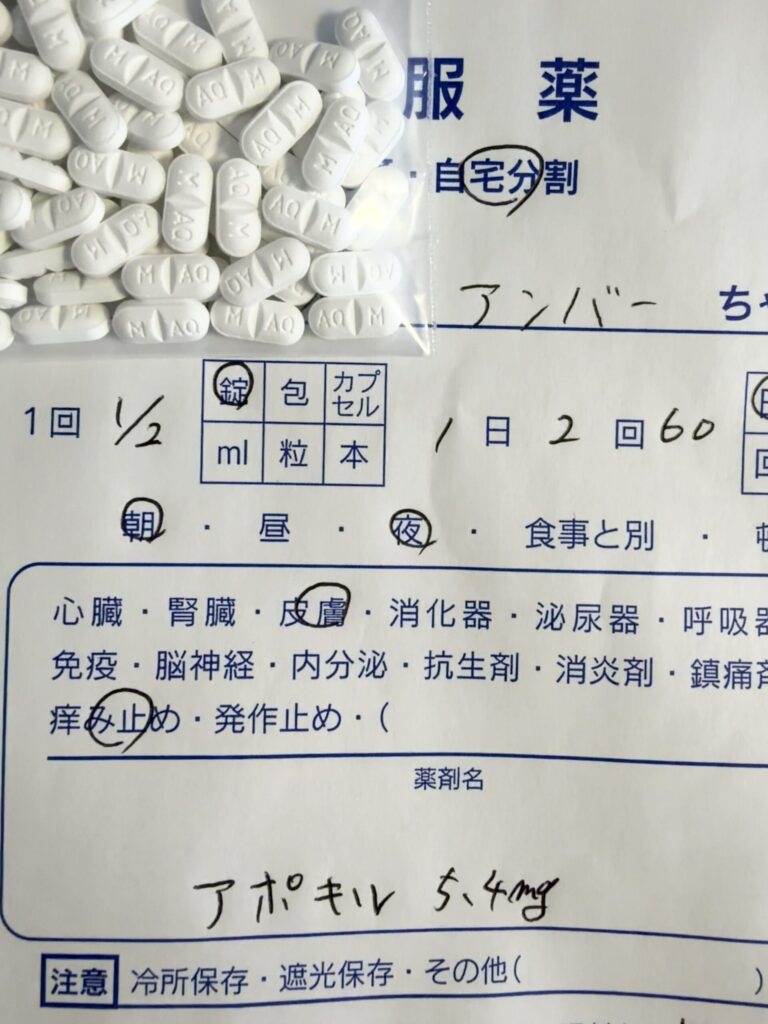 服薬
・自宅分割
アンバー ち
1回 1/2 錠 包 カプセル 1日 2回 60
ml 粒 本
朝・昼・夜・食事と別・
心臓・腎臓・皮膚・消化器・泌尿器・呼吸
免疫・脳神経・内分泌・抗生剤・消炎剤・鎮痛
痒み止め・発作止め・(
薬剤名
アポキル 5.4mg
注意 冷所保存・遮光保存・その他( )
M AQ